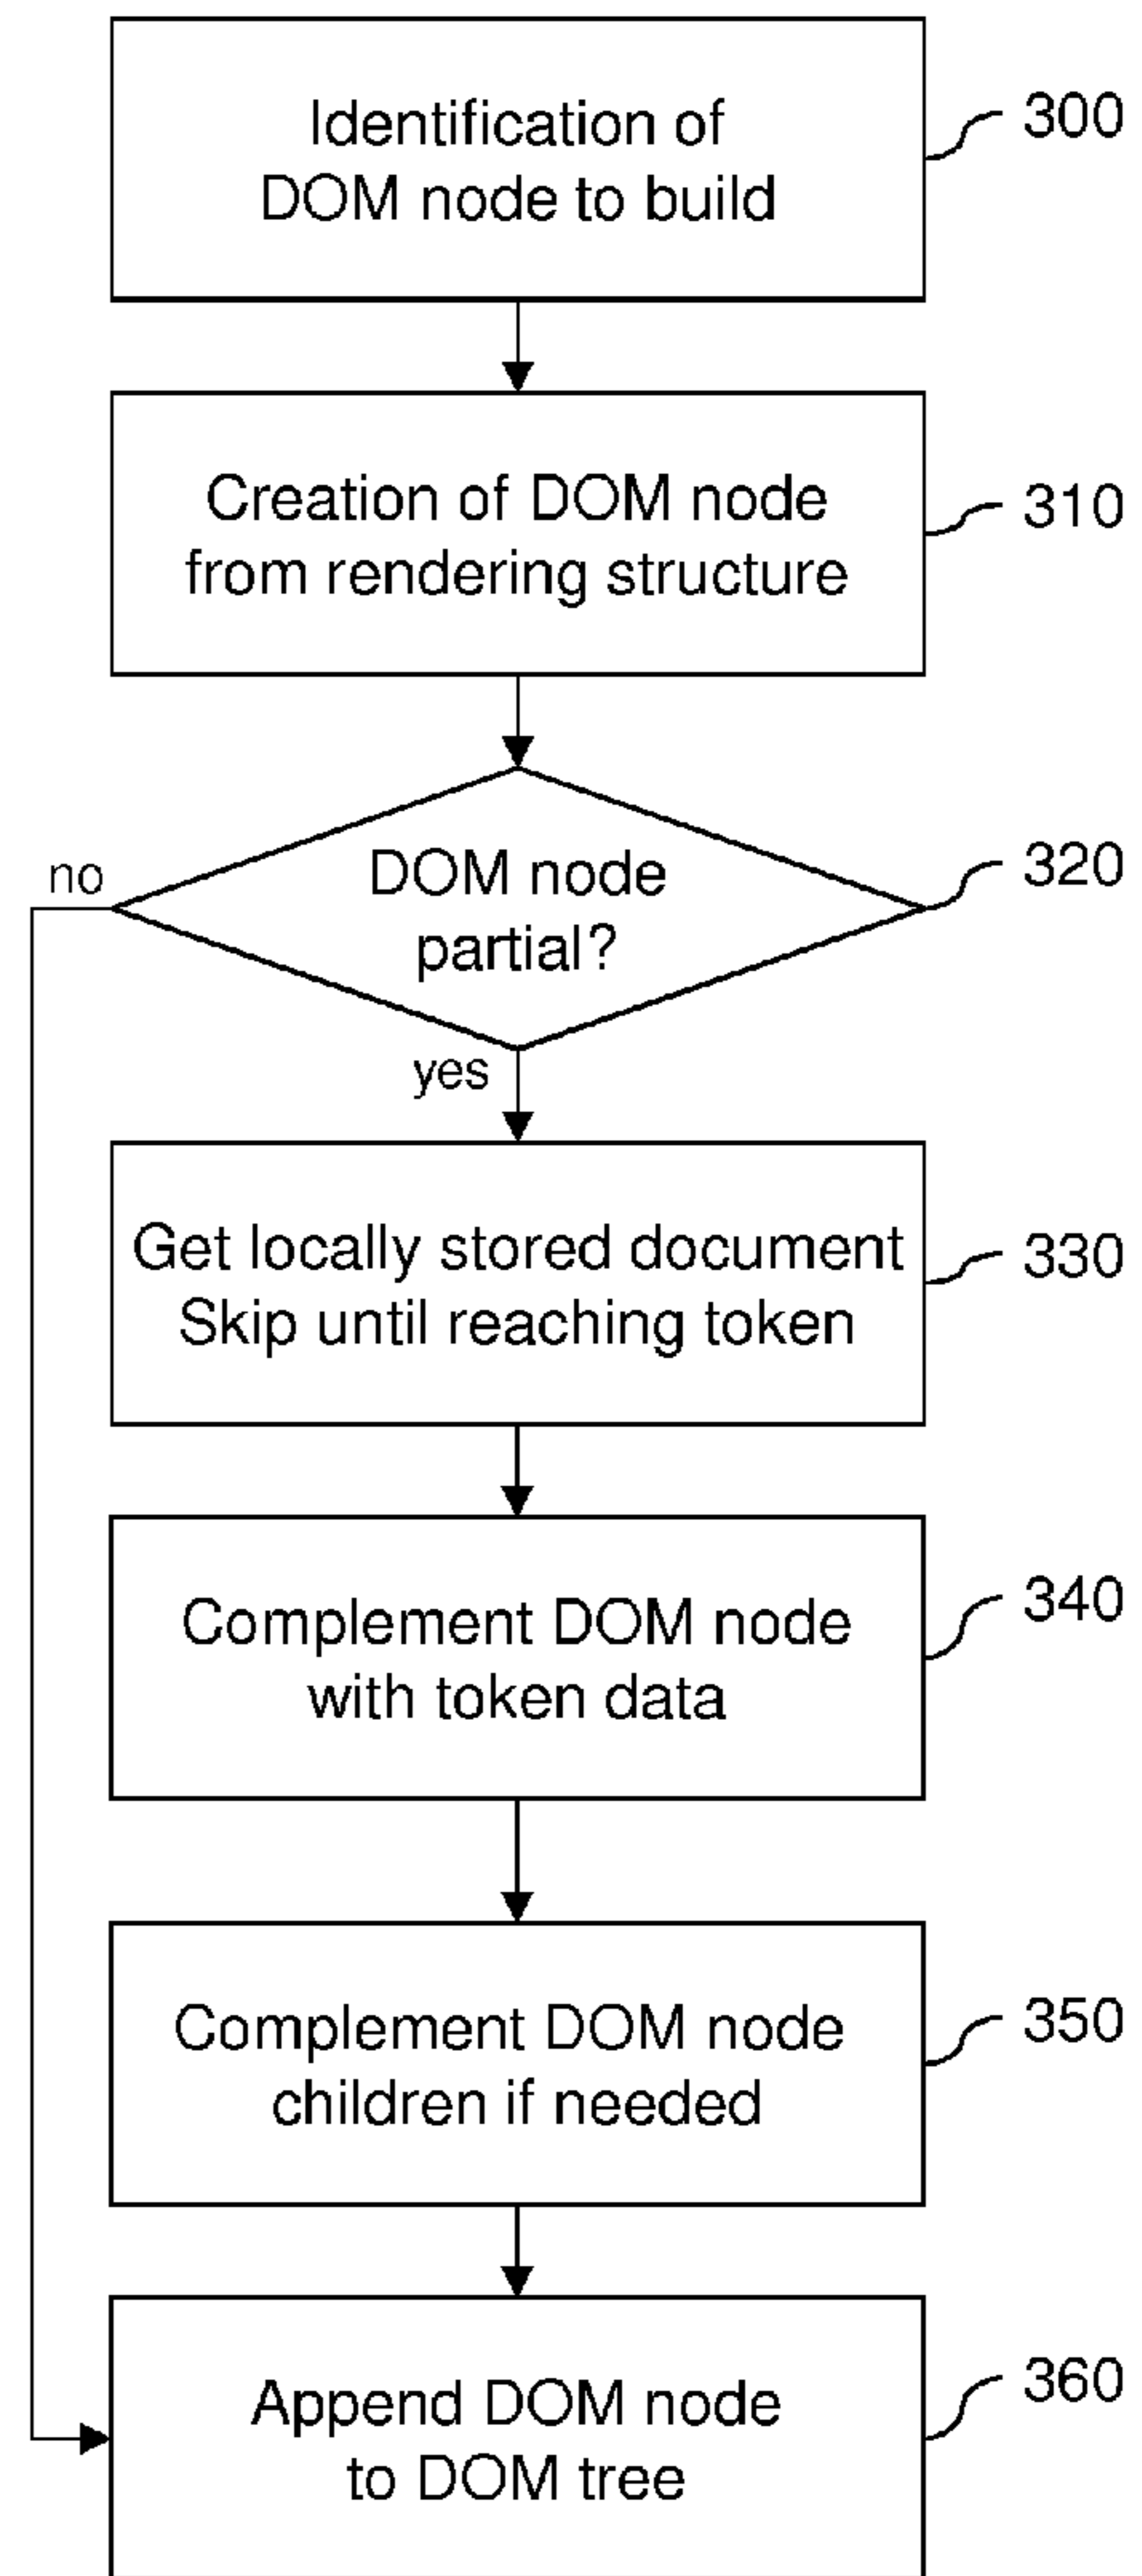 Identification of
DOM node to build
300
Creation of DOM node
from rendering structure
310
DOM node
partial?
320
no
yes
Get locally stored document
Skip until reaching token
330
Complement DOM node
with token data
340
Complement DOM node
children if needed
350
Append DOM node
to DOM tree
360